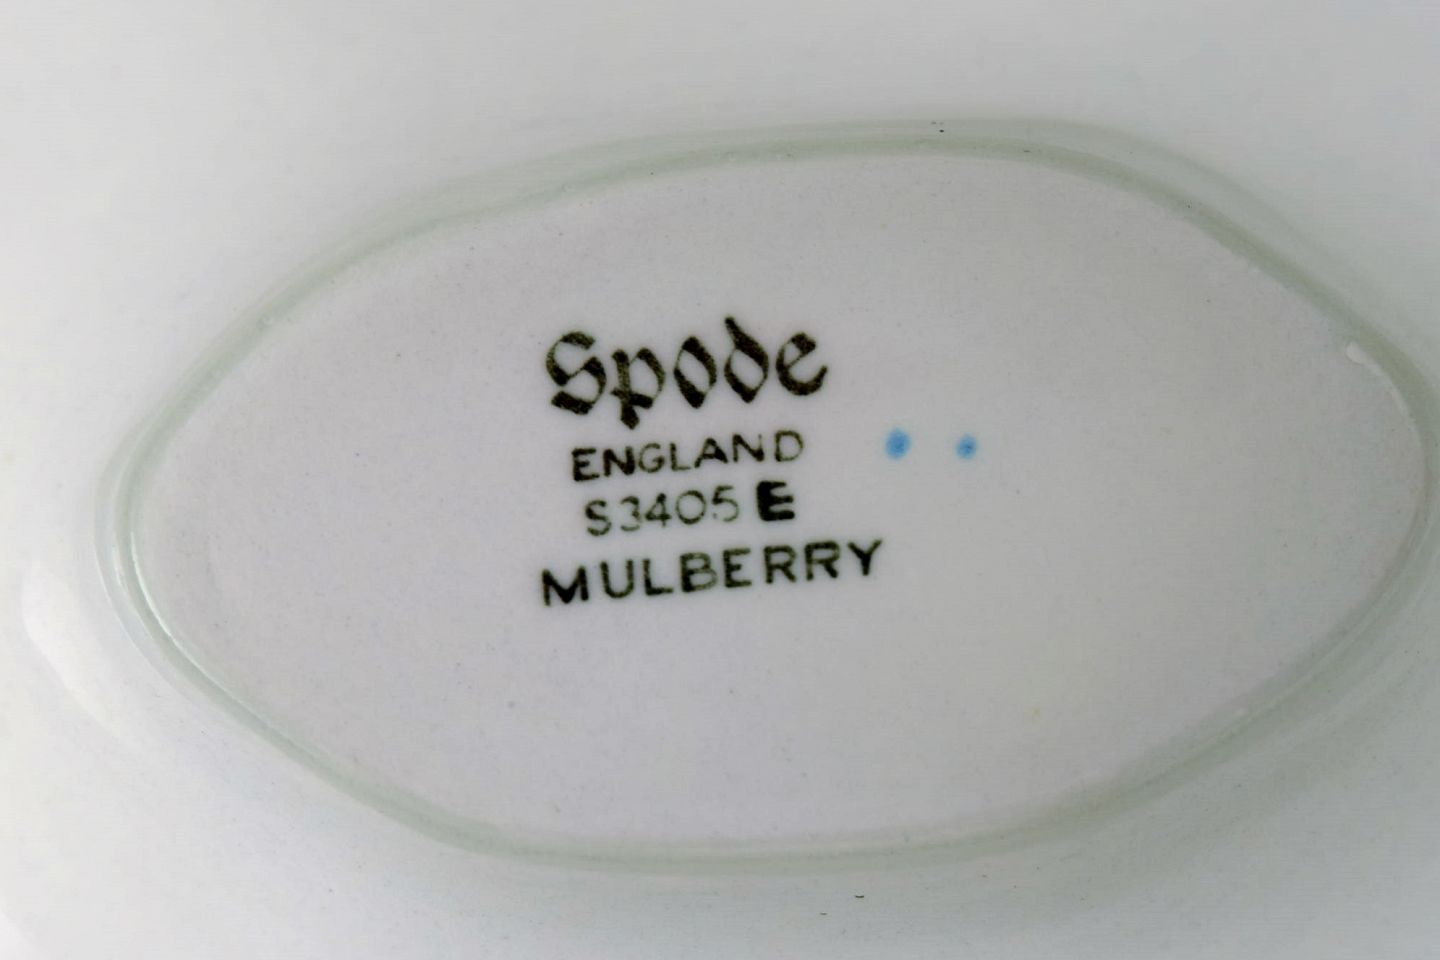 Spode
ENGLAND
S3405 E
MULBERRY